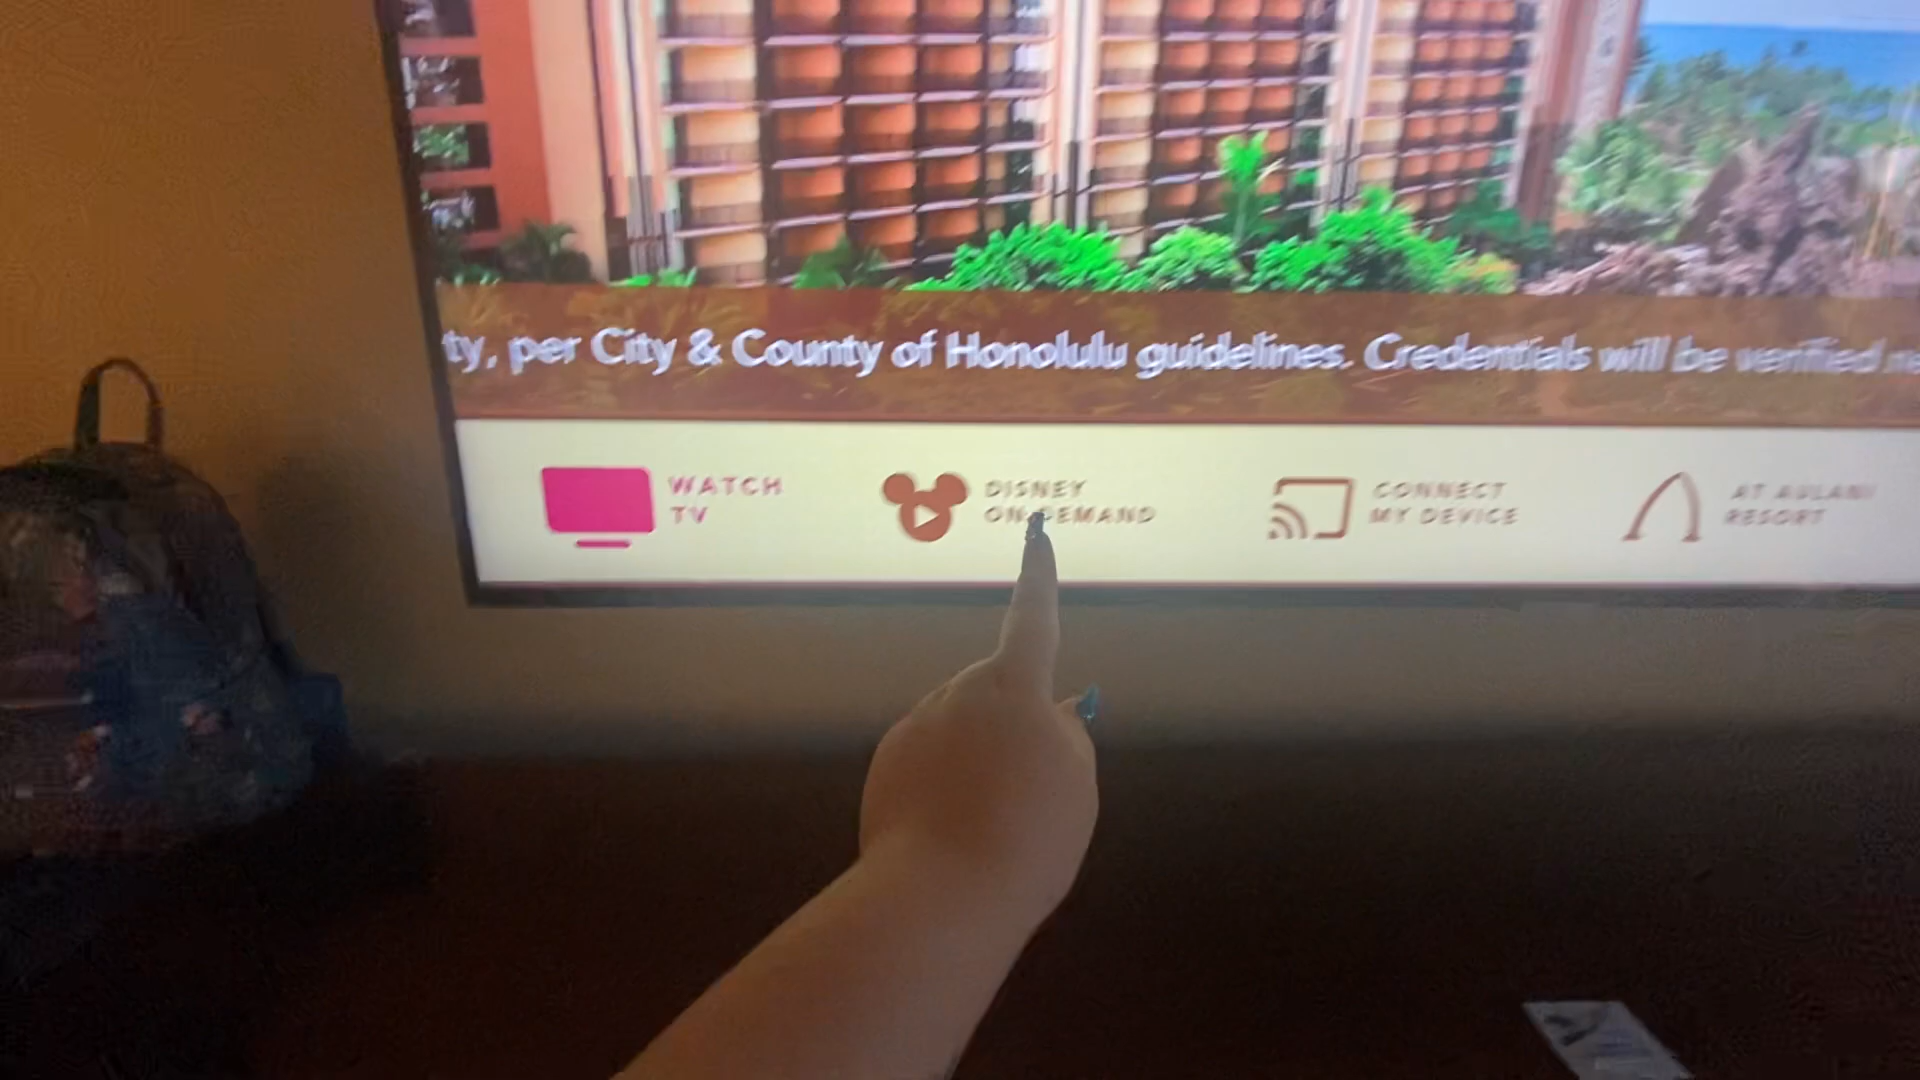 ty, per City & County of Honolulu guidelines. Credentials will be verified
WATCH
TV
DISNEY
ON DEMAND
CONNECT
MY DEVICE
AT AULANI
RESORT